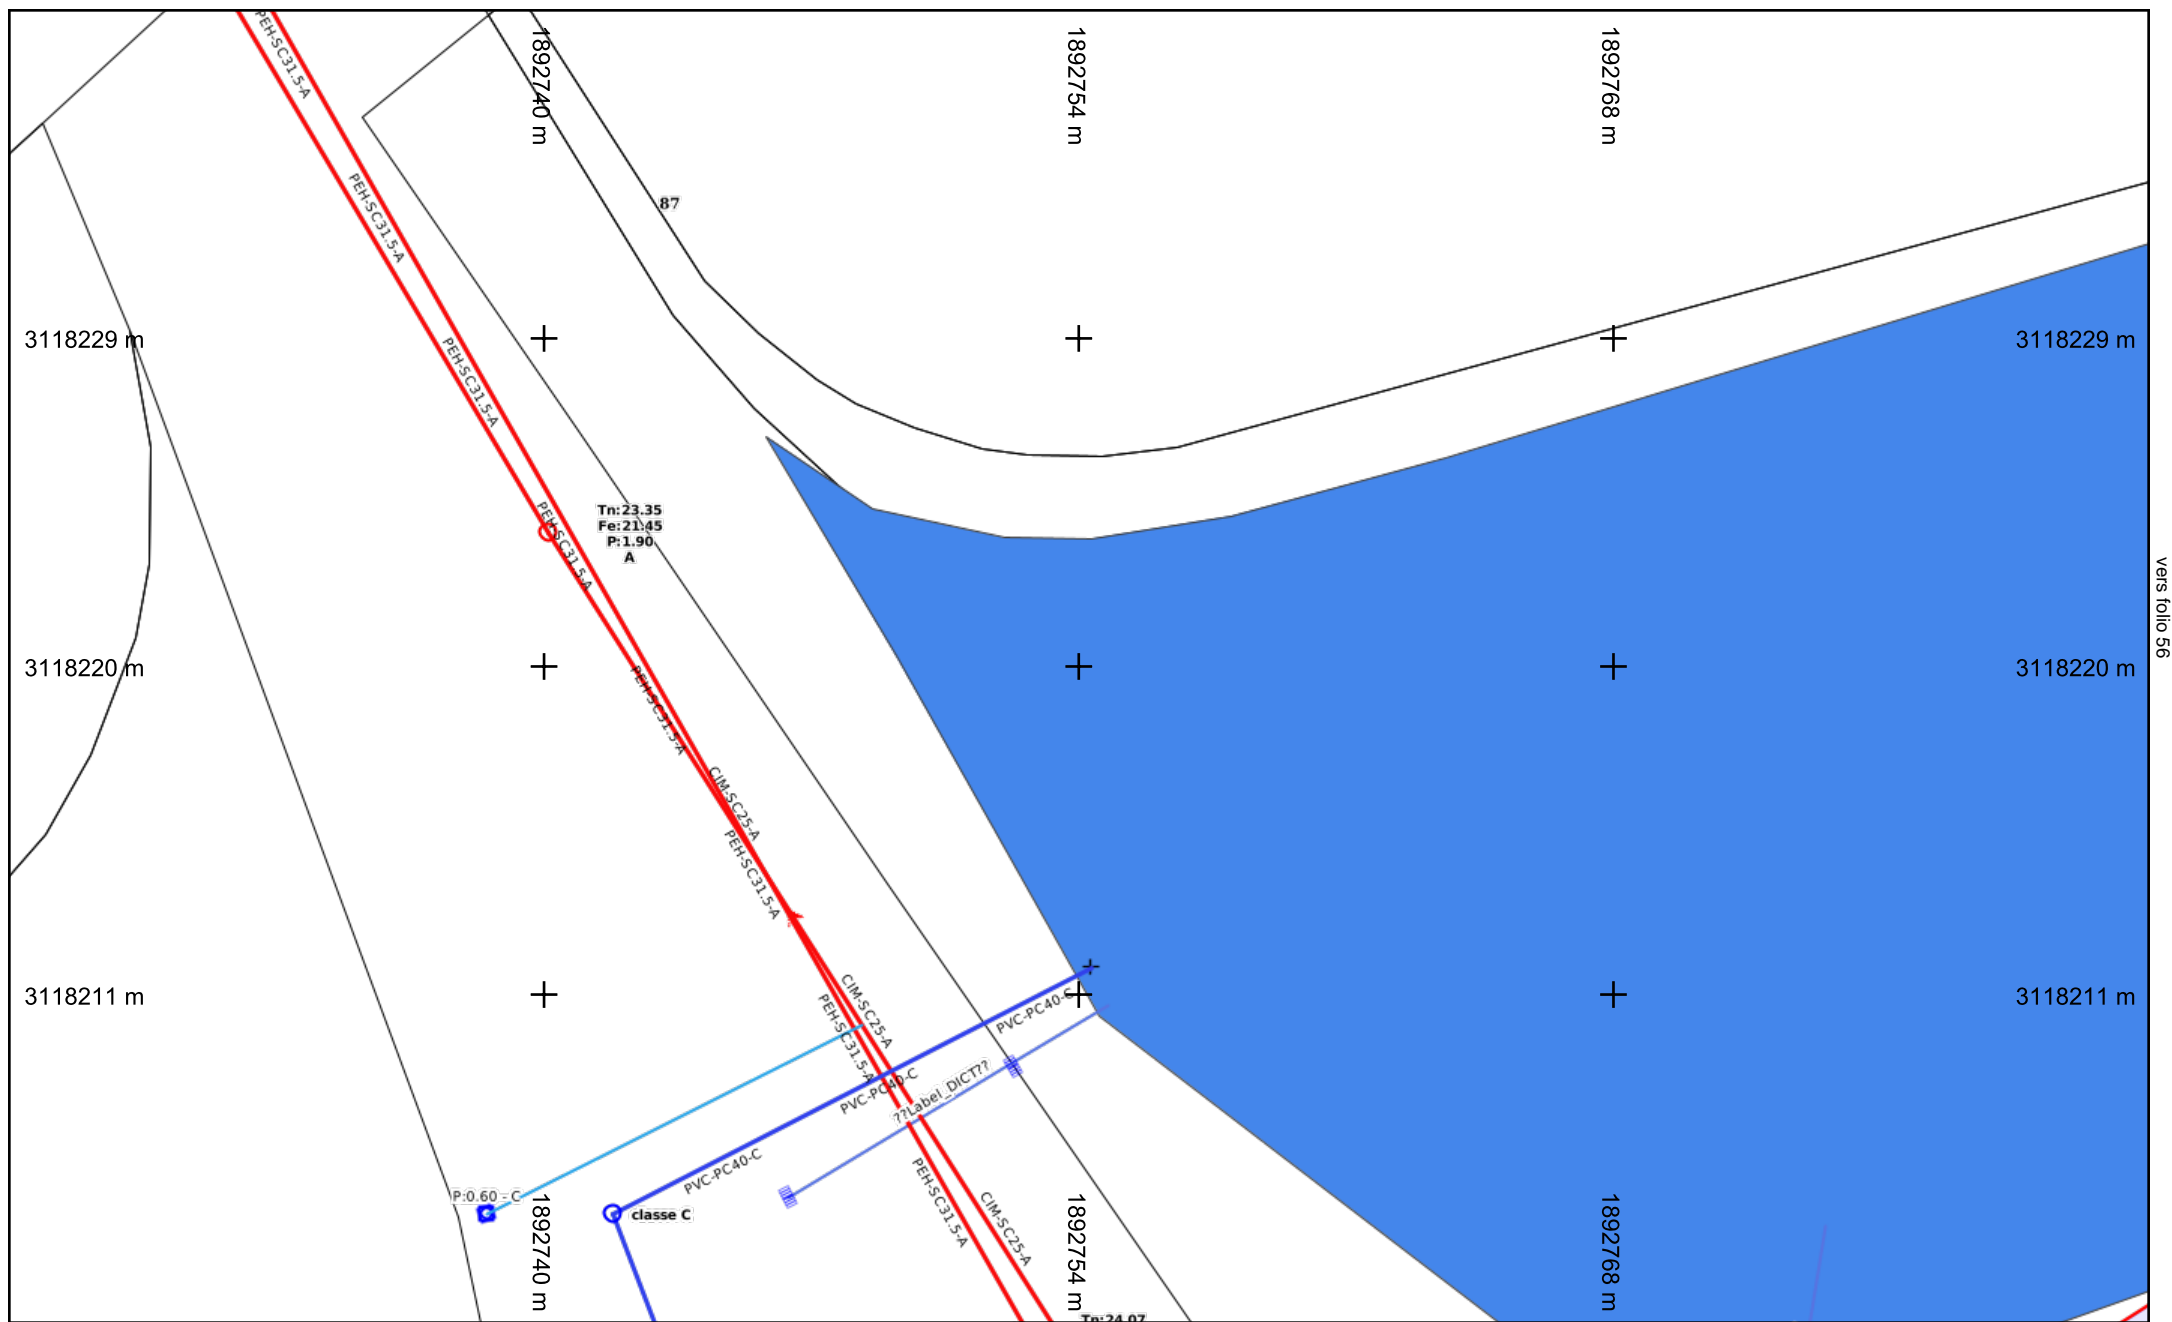 PEH-SC31.5-A
1892740 m
1892754 m
1892768 m
PEH-SC31.5-A
87
3118229 m
3118229 m
PEH-SC31.5-A
PEH-SC31.5-A
Tn:23.35
Fe:21.45
P:1.90
A
vers folio 56
3118220 m
3118220 m
PEH-SC31.5-A
CIM-SC25-A
PEH-SC31.5-A
3118211 m
3118211 m
CIM-SC25-A
PEH-SC31.5-A
PVC-PC40-C
PVC-PC40-C
??Label_DICT??
PVC-PC40-C
PEH-SC31.5-A
CIM-SC25-A
P:0.60 - C
classe C
1892740 m
1892754 m
1892768 m
Tn:24.07